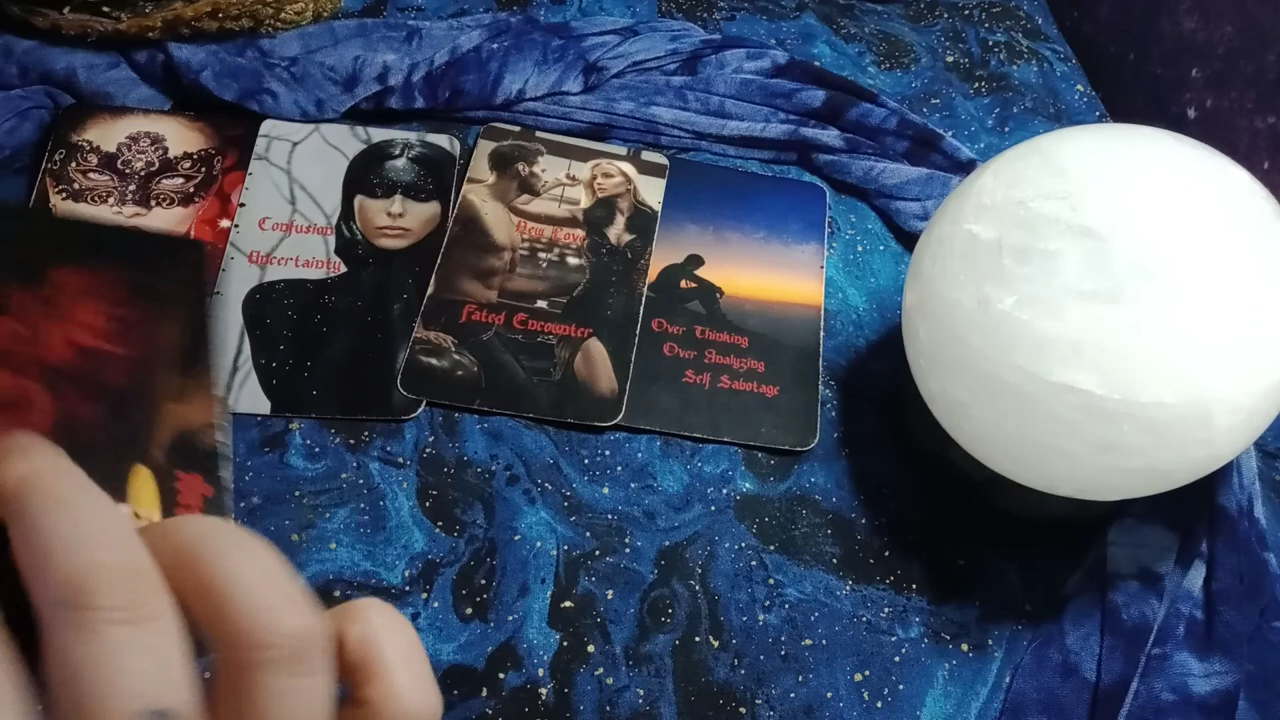 Confusion
Uncertainty
New Love
Fated Encounter
Over Thinking
Over Analyzing
Self Sabotage